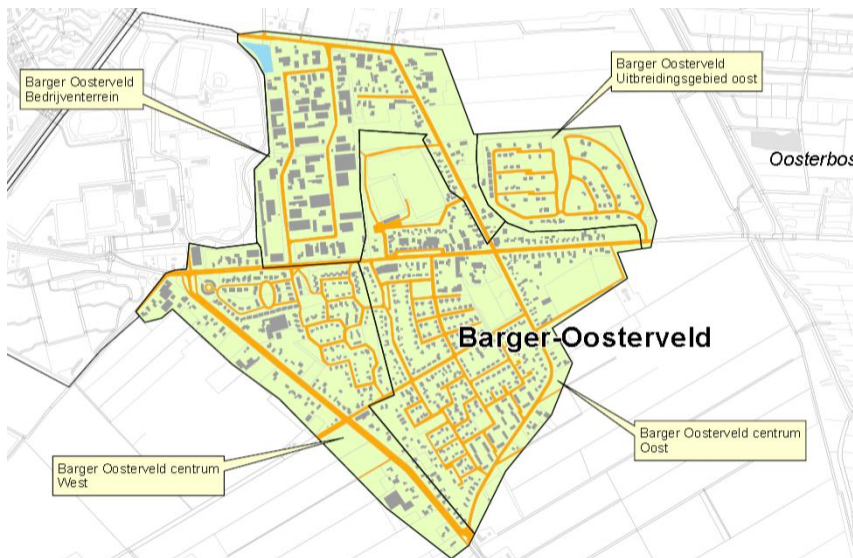 Barger Oosterveld
Bedrijventerrein
Barger Oosterveld
Uitbreidingsgebied oost
Oosterbos
Barger-Oosterveld
Barger Oosterveld centrum
Oost
Barger Oosterveld centrum
West